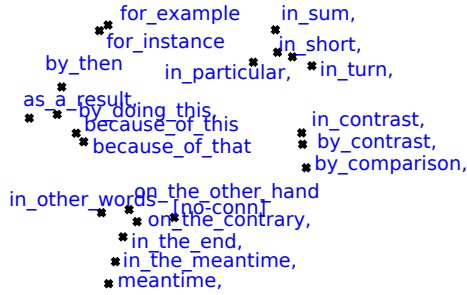 for_example
in_sum,
for_instance
in_short,
by_then
in_particular,
in_turn,
as_a_result,
by_doing_this,
because_of_this
in_contrast,
because_of_that
by_contrast,
by_comparison,
on_the_other_hand
in_other_words
[no-conn]
on_the_contrary,
in_the_end,
in_the_meantime,
meantime,